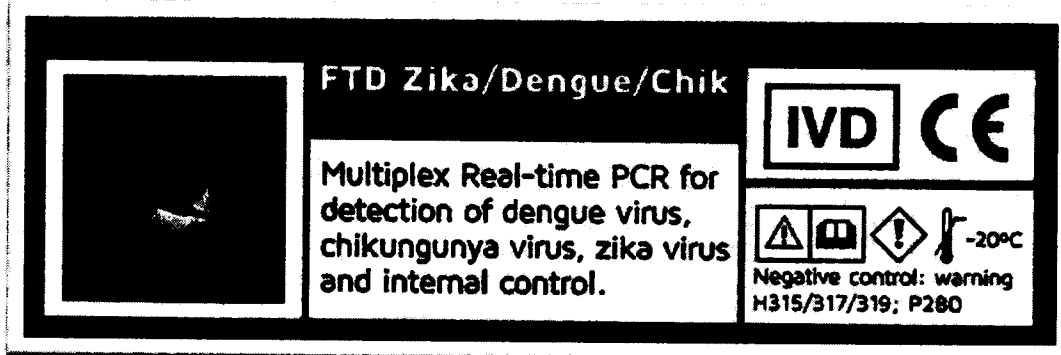 FTD Zika/Dengue/Chik
Multiplex Real-time PCR for
detection of dengue virus,
chikungunya virus, zika virus
and internal control.
IVD CE
-20ºC
Negative control: warning
H315/317/319; P280